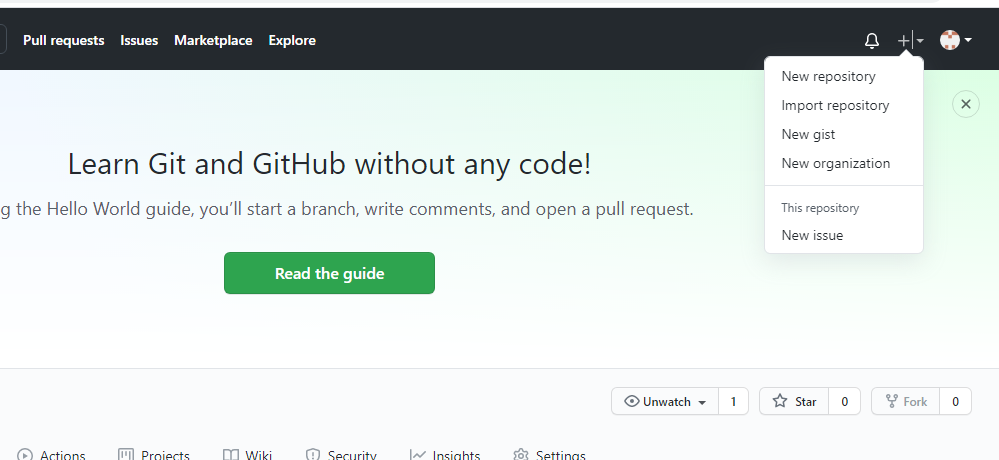 Pull requests Issues Marketplace Explore
New repository
Import repository
New gist
New organization
This repository
New issue
Learn Git and GitHub without any code!
g the Hello World guide, you’ll start a branch, write comments, and open a pull request.
Read the guide
Unwatch 1 Star 0 Fork 0
Actions Projects Wiki Security Insights Settings